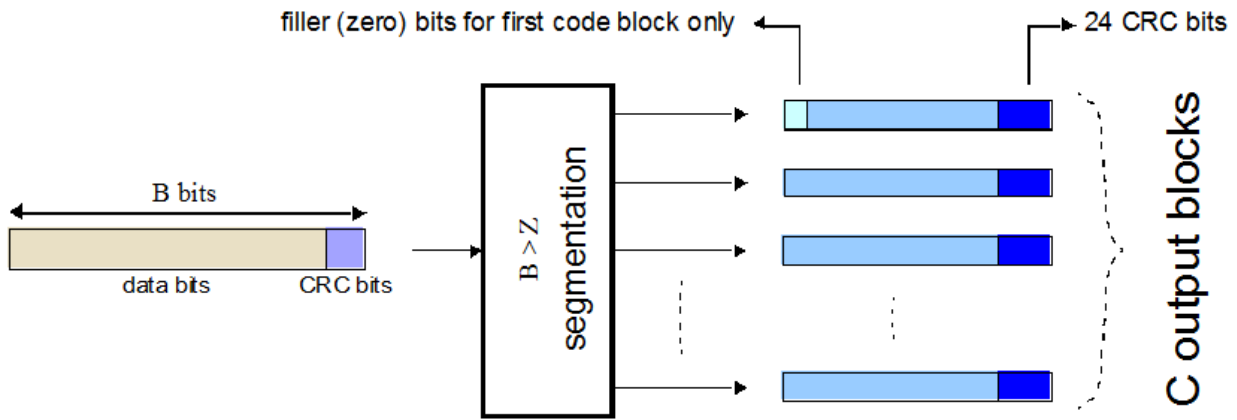 filler (zero) bits for first code block only
24 CRC bits
B bits
data bits
CRC bits
B > Z
segmentation
C output blocks